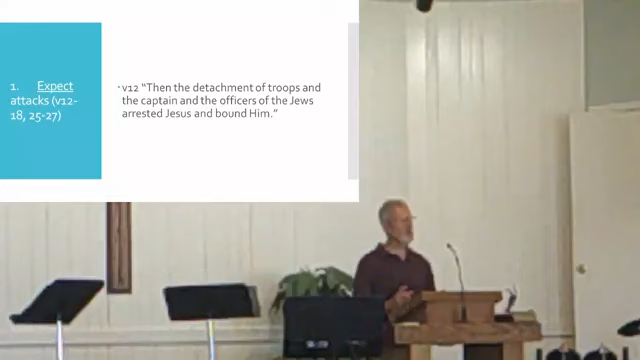 1. Expect
attacks (v12-
18, 25-27)
v12 “Then the detachment of troops and
the captain and the officers of the Jews
arrested Jesus and bound Him.”